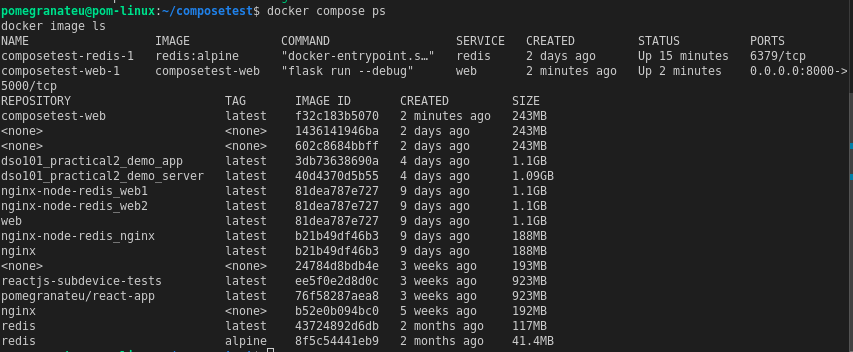 pomegranateu@pom-linux:~/composetest$ docker compose ps
docker image ls
NAME                  IMAGE             COMMAND                  SERVICE   CREATED         STATUS          PORTS
composetest-redis-1   redis:alpine      "docker-entrypoint.s…"   redis     2 days ago      Up 15 minutes   6379/tcp
composetest-web-1     composetest-web   "flask run --debug"      web       2 minutes ago   Up 2 minutes    0.0.0.0:8000->
5000/tcp
REPOSITORY                      TAG       IMAGE ID       CREATED         SIZE
composetest-web                 latest    f32c183b5070   2 minutes ago   243MB
<none>                          <none>    1436141946ba   2 days ago      243MB
<none>                          <none>    602c8684bbff   2 days ago      243MB
dso101_practical2_demo_app      latest    3db73638690a   4 days ago      1.1GB
dso101_practical2_demo_server   latest    40d4370d5b55   4 days ago      1.09GB
nginx-node-redis_web1           latest    81dea787e727   9 days ago      1.1GB
nginx-node-redis_web2           latest    81dea787e727   9 days ago      1.1GB
web                             latest    81dea787e727   9 days ago      1.1GB
nginx-node-redis_nginx          latest    b21b49df46b3   9 days ago      188MB
nginx                           latest    b21b49df46b3   9 days ago      188MB
<none>                          <none>    24784d8bdb4e   3 weeks ago     193MB
reactjs-subdevice-tests         latest    ee5f0e2d8d0c   3 weeks ago     923MB
pomegranateu/react-app          latest    76f58287aea8   3 weeks ago     923MB
nginx                           <none>    b52e0b094bc0   5 weeks ago     192MB
redis                           latest    43724892d6db   2 months ago    117MB
redis                           alpine    8f5c54441eb9   2 months ago    41.4MB